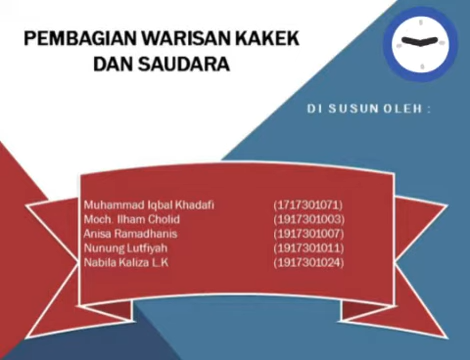 PEMBAGIAN WARISAN KAKEK
DAN SAUDARA
DI SUSUN OLEH :
Muhammad Iqbal Khadafi (1717301071)
Moch. Ilham Cholid (1917301003)
Anisa Ramadhanis (1917301007)
Nunung Lutfiyah (1917301011)
Nabila Kaliza L.K (1917301024)